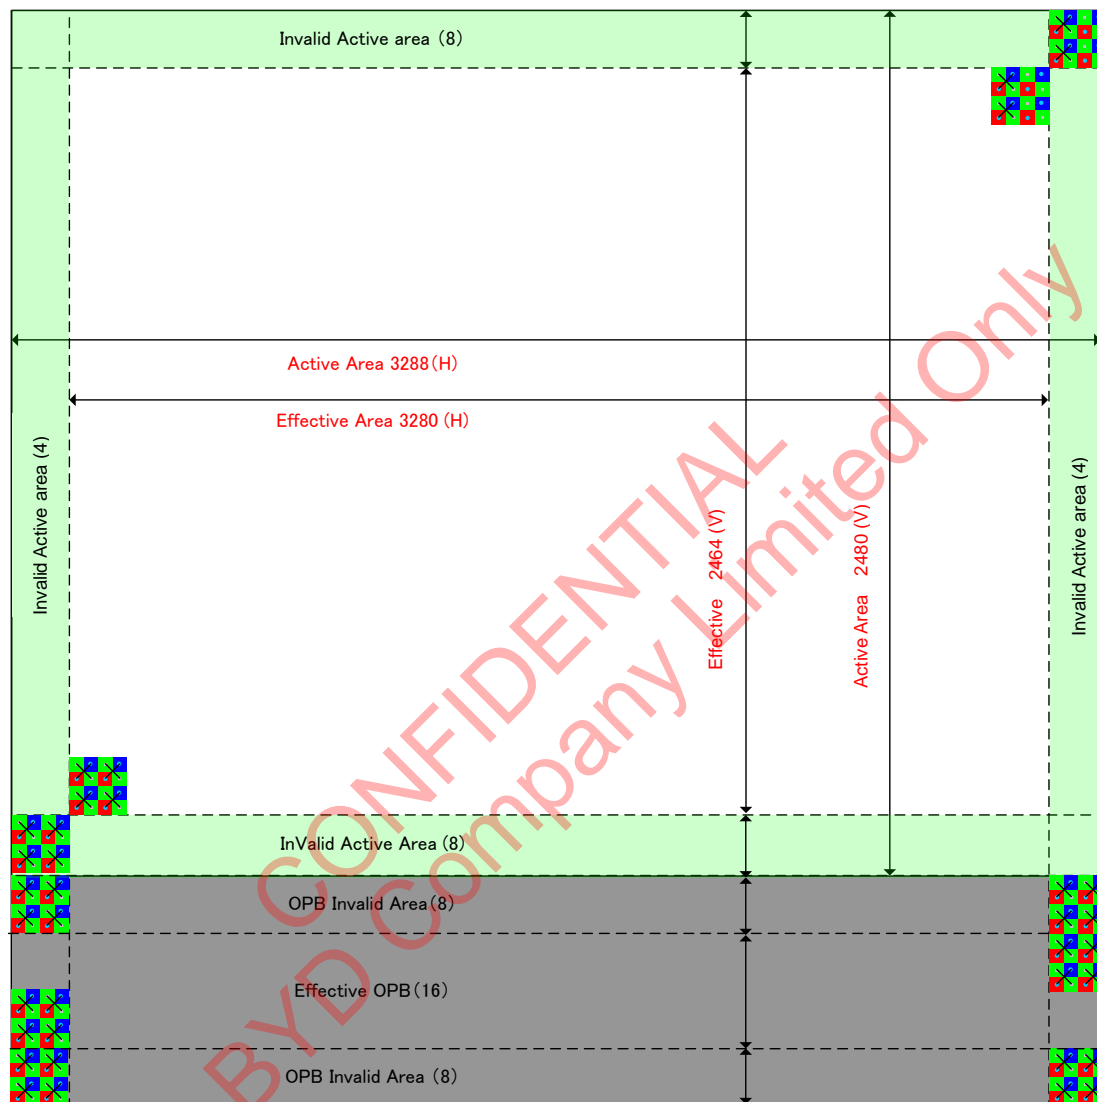 Invalid Active area (8)
Active Area 3288(H)
Effective Area 3280 (H)
Invalid Active area (4)
Invalid Active area (4)
Effective 2464 (V)
Active Area 2480 (V)
CONFIDENTIAL
BYD Company Limited Only
InValid Active Area (8)
OPB Invalid Area(8)
Effective OPB(16)
OPB Invalid Area (8)